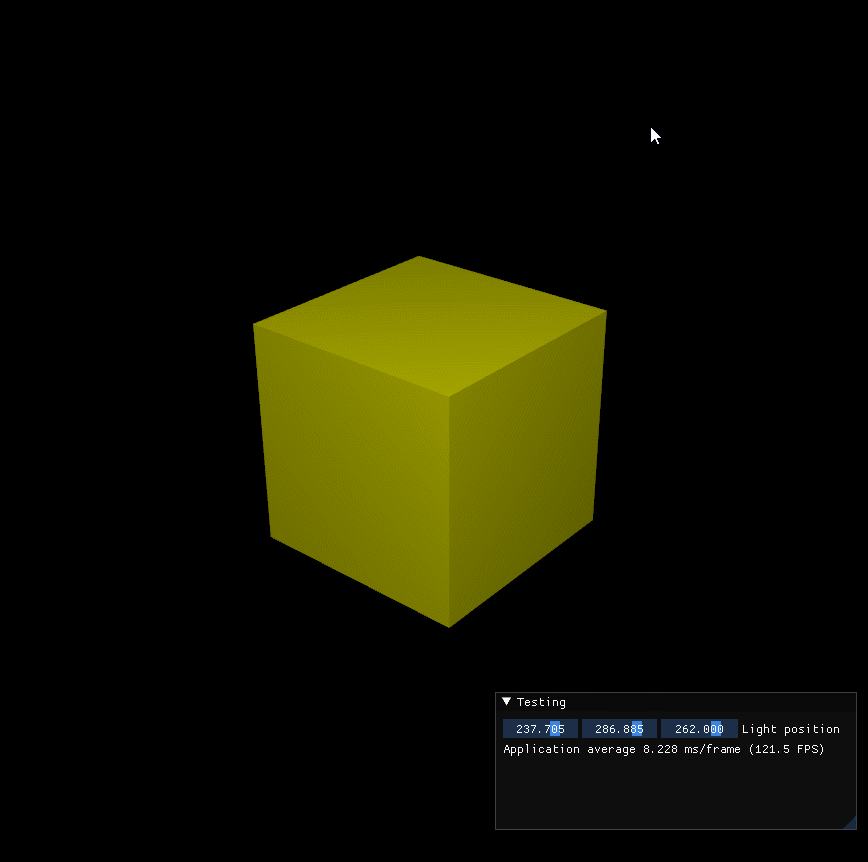 Testing
237.705 286.885 262.000 Light position
Application average 8.228 ms/frame (121.5 FPS)